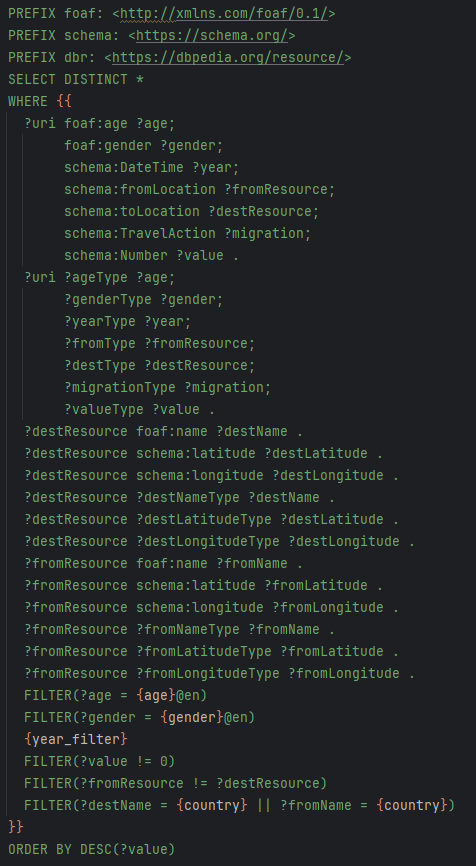 PREFIX foaf: <http://xmlns.com/foaf/0.1/>
PREFIX schema: <https://schema.org/>
PREFIX dbr: <https://dbpedia.org/resource/>
SELECT DISTINCT *
WHERE {{
  ?uri foaf:age ?age;
       foaf:gender ?gender;
       schema:DateTime ?year;
       schema:fromLocation ?fromResource;
       schema:toLocation ?destResource;
       schema:TravelAction ?migration;
       schema:Number ?value .
  ?uri ?ageType ?age;
       ?genderType ?gender;
       ?yearType ?year;
       ?fromType ?fromResource;
       ?destType ?destResource;
       ?migrationType ?migration;
       ?valueType ?value .
  ?destResource foaf:name ?destName .
  ?destResource schema:latitude ?destLatitude .
  ?destResource schema:longitude ?destLongitude .
  ?destResource ?destNameType ?destName .
  ?destResource ?destLatitudeType ?destLatitude .
  ?destResource ?destLongitudeType ?destLongitude .
  ?fromResource foaf:name ?fromName .
  ?fromResource schema:latitude ?fromLatitude .
  ?fromResource schema:longitude ?fromLongitude .
  ?fromResource ?fromNameType ?fromName .
  ?fromResource ?fromLatitudeType ?fromLatitude .
  ?fromResource ?fromLongitudeType ?fromLongitude .
  FILTER(?age = {age}@en)
  FILTER(?gender = {gender}@en)
  {year_filter}
  FILTER(?value != 0)
  FILTER(?fromResource != ?destResource)
  FILTER(?destName = {country} || ?fromName = {country})
}}
ORDER BY DESC(?value)